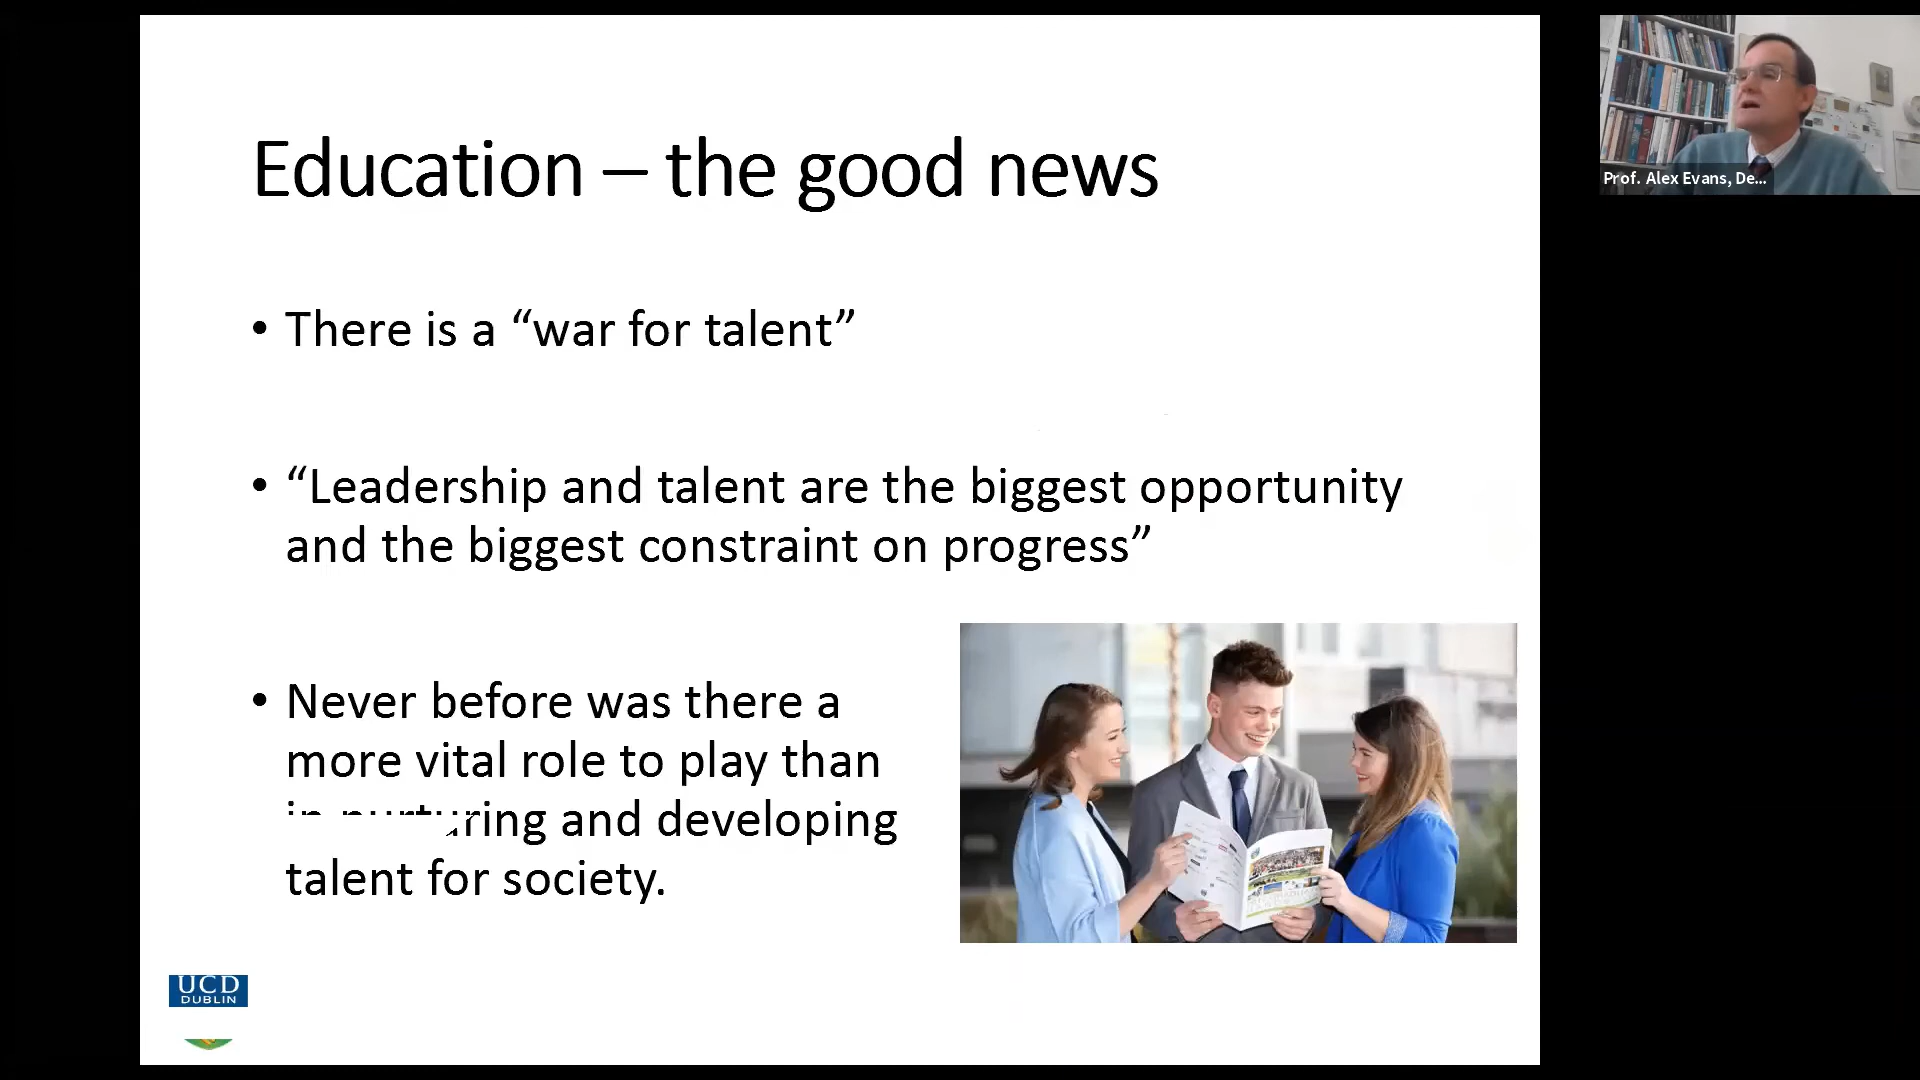 Education – the good news
• There is a “war for talent”
• “Leadership and talent are the biggest opportunity
and the biggest constraint on progress”
• Never before was there a
more vital role to play than
in nurturing and developing
talent for society.
UCD
DUBLIN
Prof. Alex Evans, De...